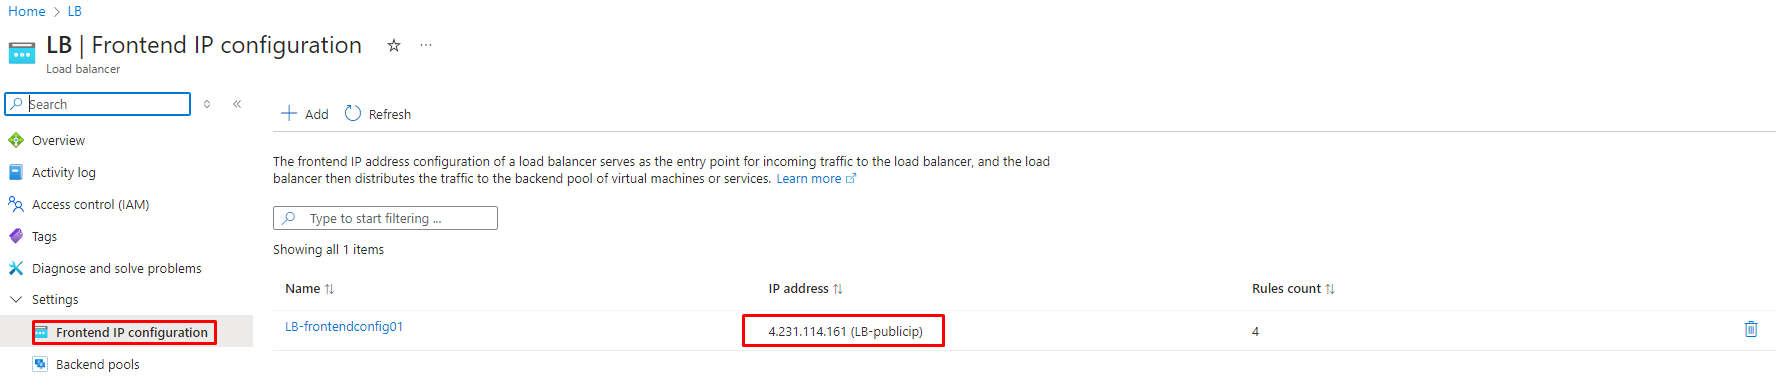 Home > LB
LB | Frontend IP configuration
Load balancer
Search
Overview
Activity log
Access control (IAM)
Tags
Diagnose and solve problems
Settings
Frontend IP configuration
Backend pools
Add Refresh
The frontend IP address configuration of a load balancer serves as the entry point for incoming traffic to the load balancer, and the load
balancer then distributes the traffic to the backend pool of virtual machines or services. Learn more
Type to start filtering ...
Showing all 1 items
Name IP address Rules count
LB-frontendconfig01 4.231.114.161 (LB-publicip) 4